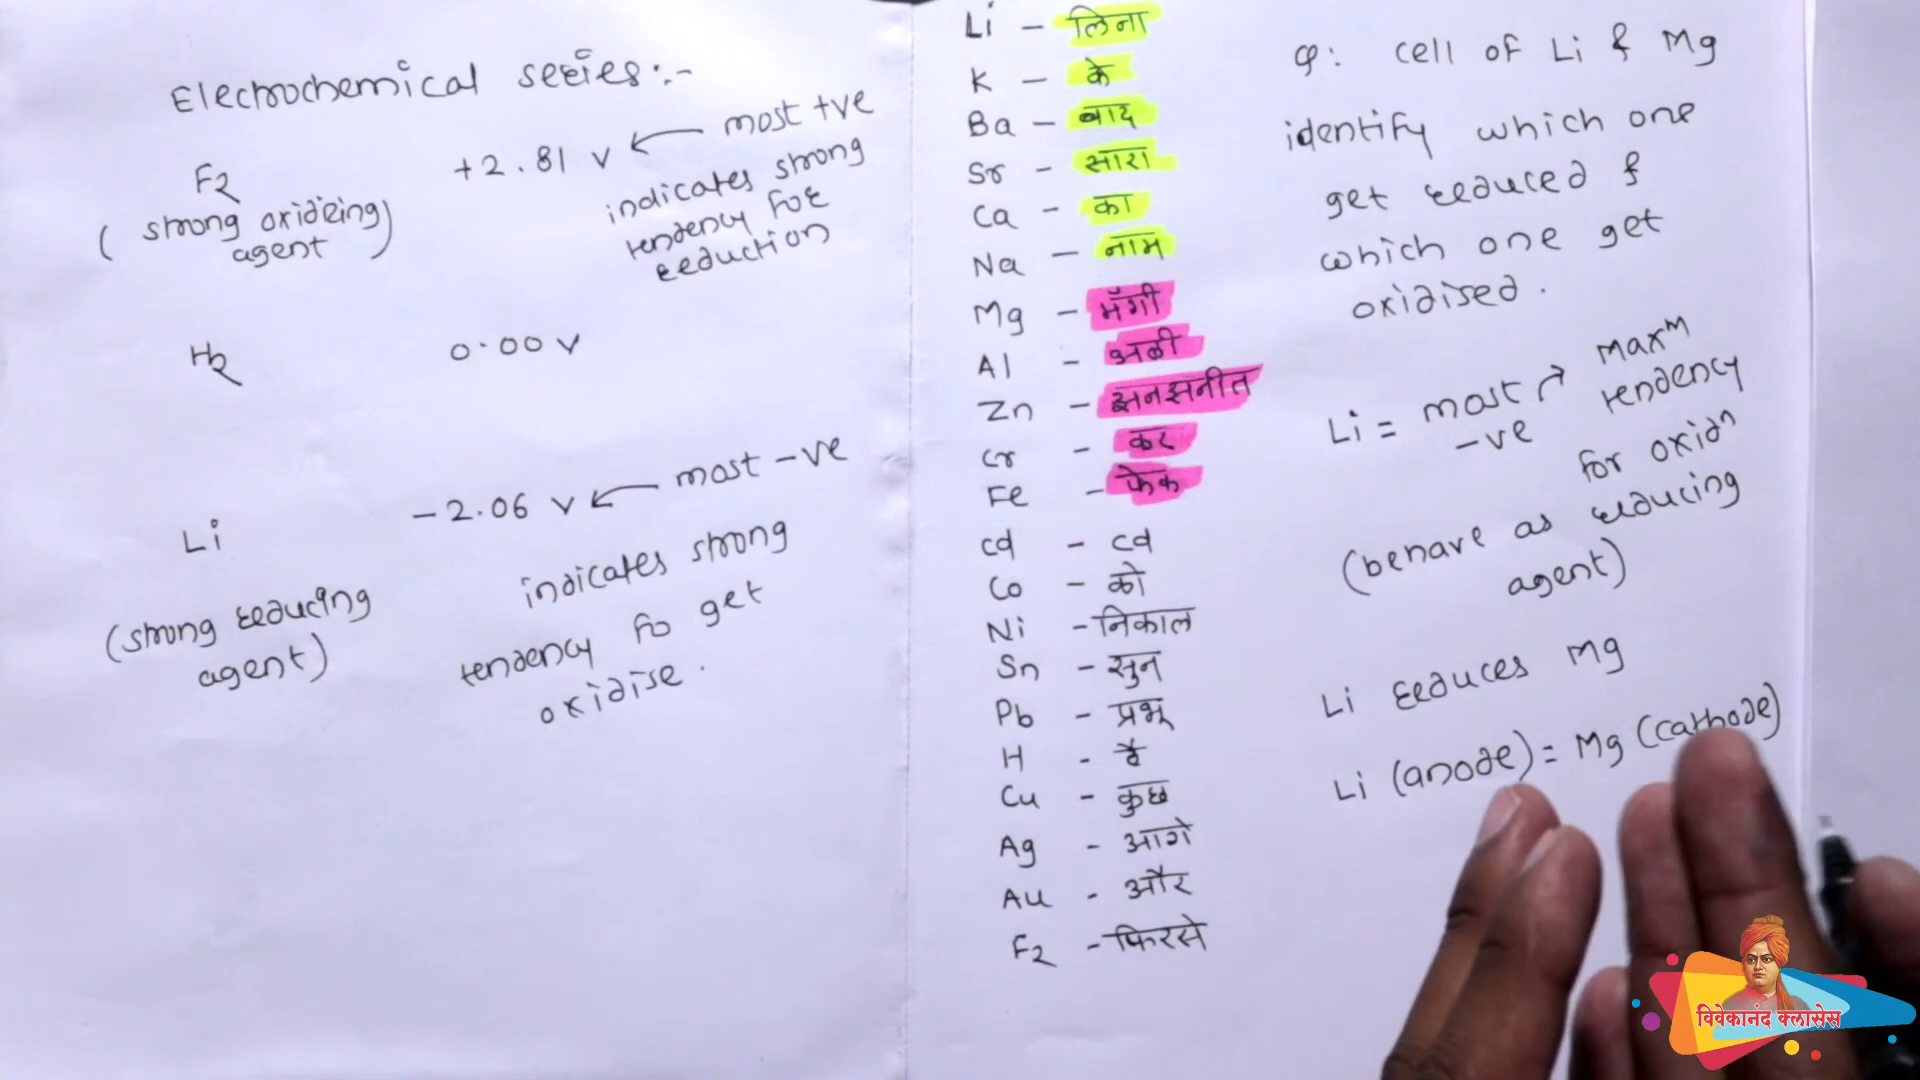 Electrochemical series:-
F2 +2.81 v ← most +ve
(strong oxidizing agent)
indicates strong
tendency for
reduction
H2 0.00 v
Li -2.06 v ← most -ve
(strong reducing
agent)
indicates strong
tendency to get
oxidise.
Li - लिना
K - के
Ba - बाद
Sr - सारा
Ca - का
Na - नाम
Mg - मॅगी
Al - अळी
Zn - झनझनीत
Cr - कर
Fe - फेक
Cd - Cd
Co - को
Ni - निकाल
Sn - सुन
Pb - प्रभू
H - है
Cu - कुछ
Ag - आगे
Au - और
F2 - फिरसे
Q: cell of Li & Mg
identify which one
get reduced &
which one get
oxidised.
Li = most -ve → Maxm
tendency
for oxidn
(behave as reducing
agent)
Li reduces Mg
Li (anode) = Mg (cathode)
विवेकानंद क्लासेस